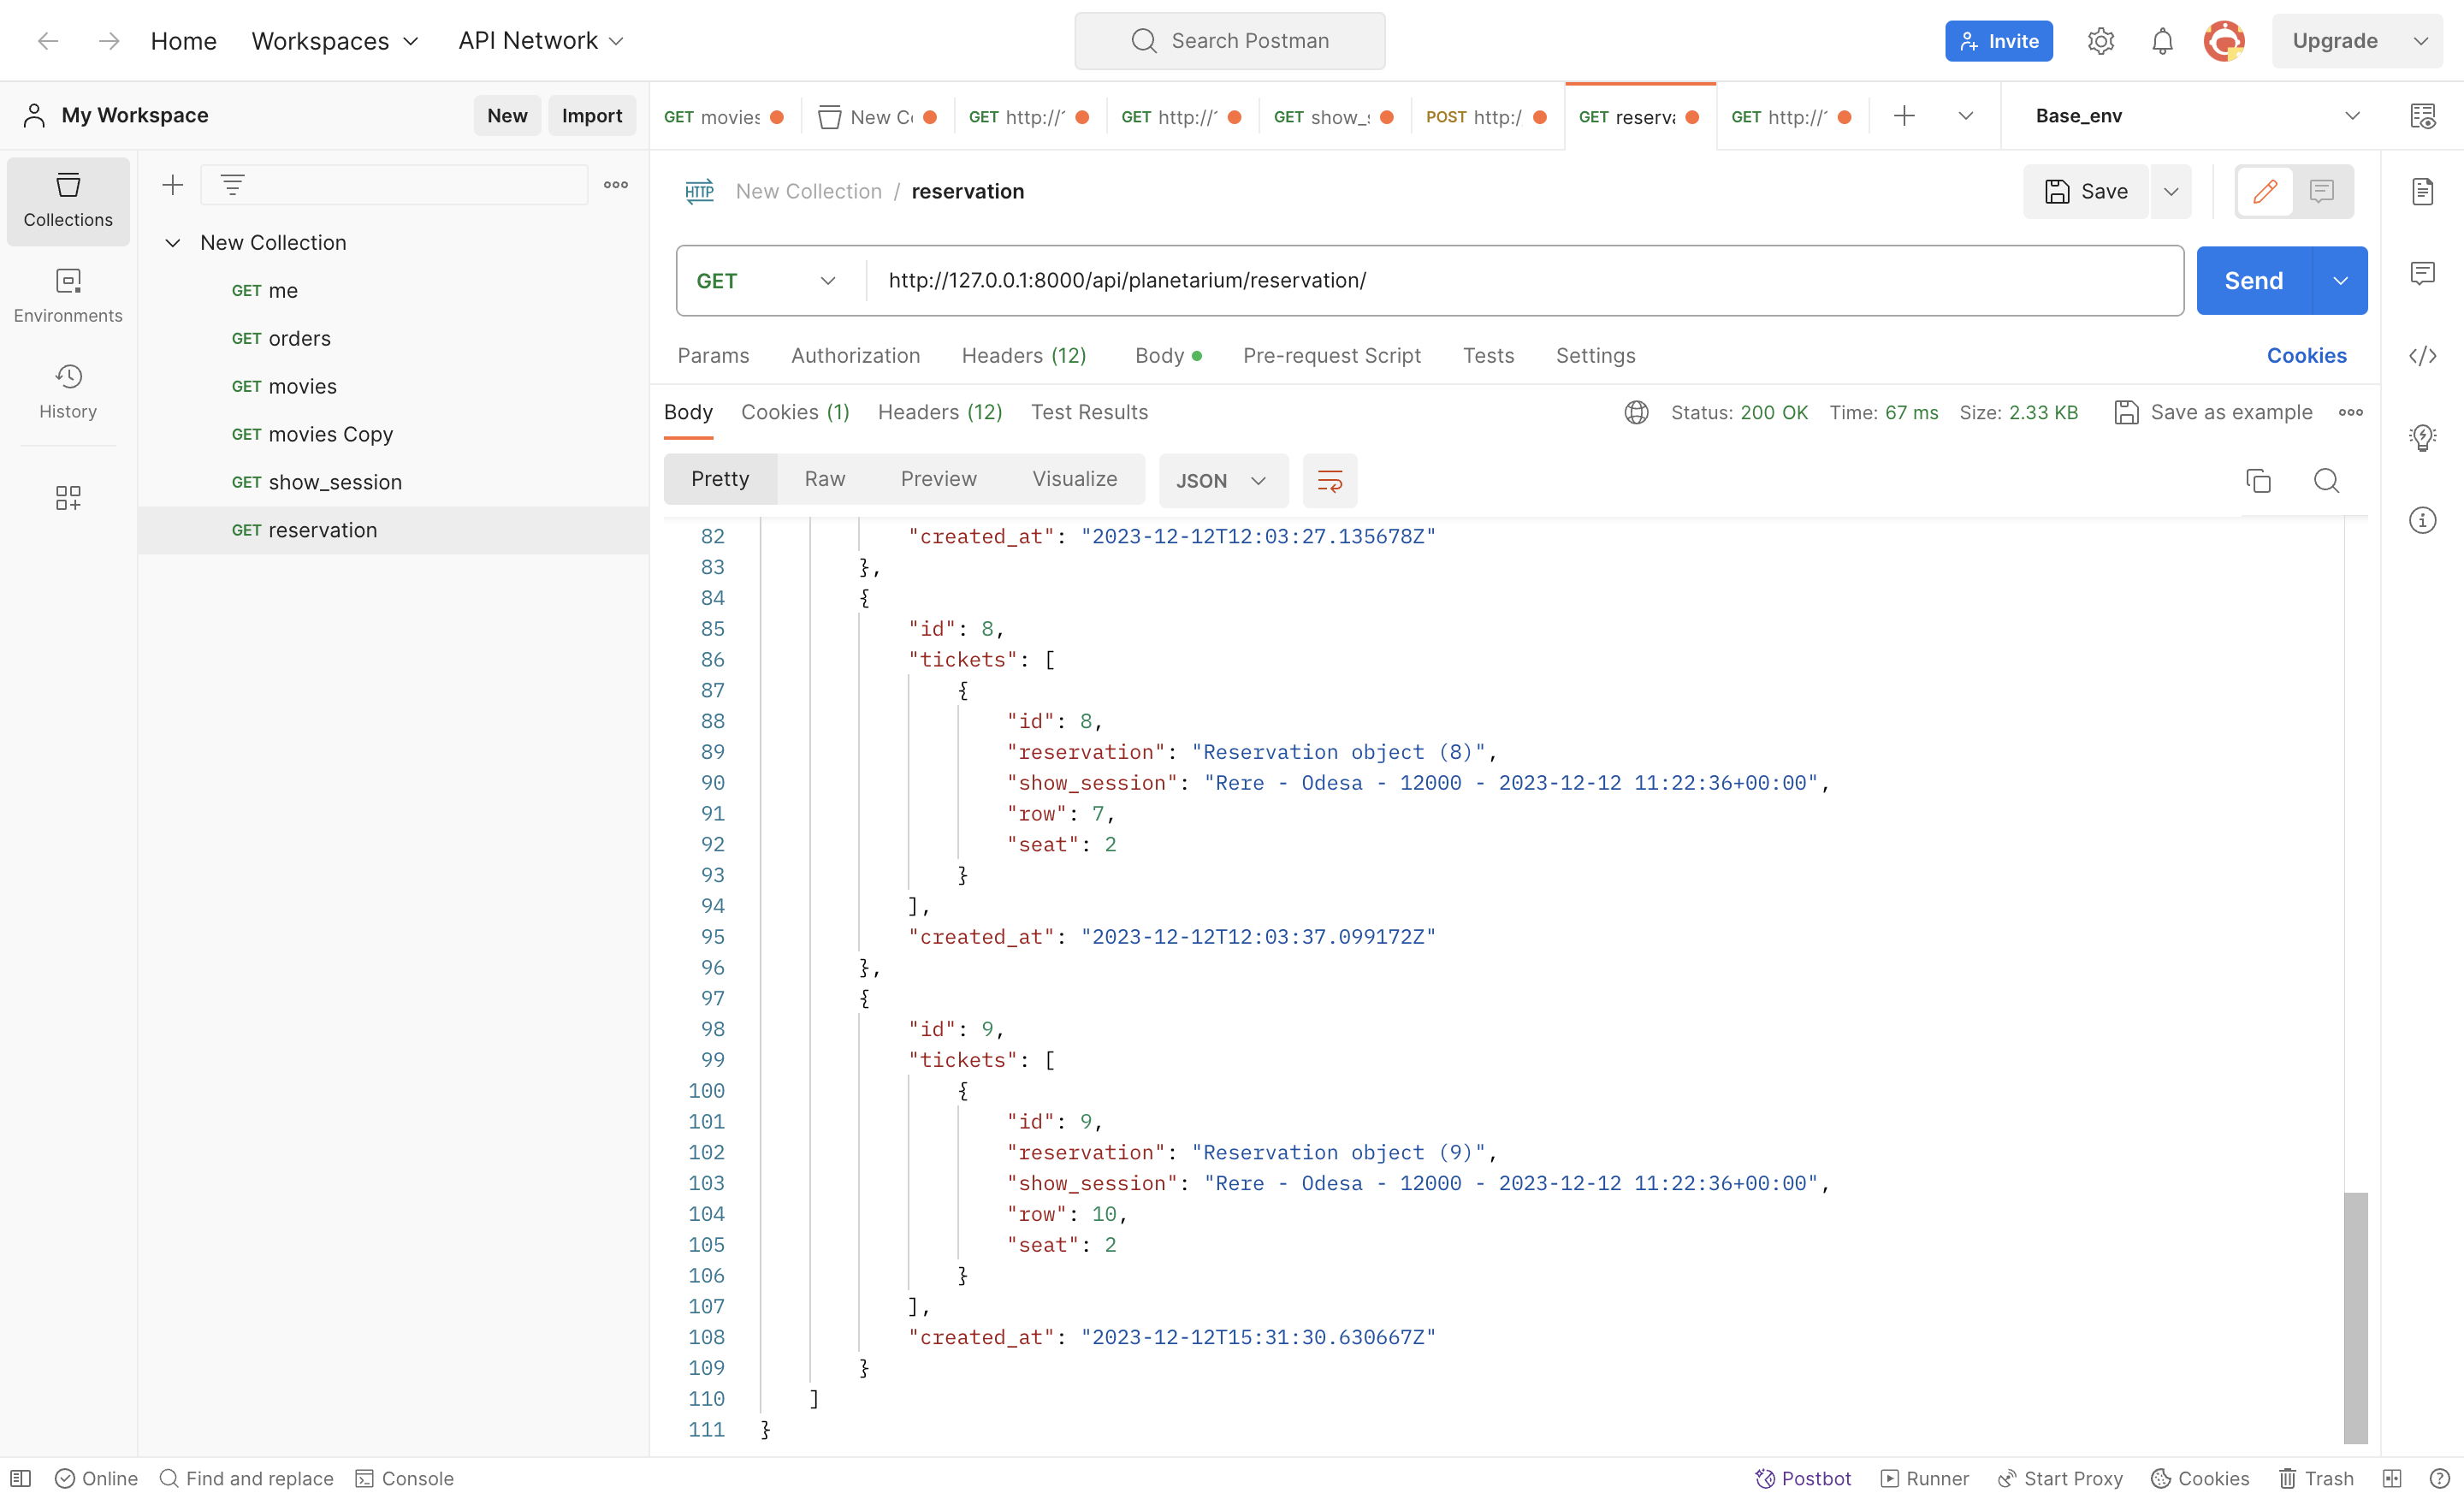 Home Workspaces API Network Search Postman Invite Upgrade
My Workspace New Import GET movies New Co GET http:// GET http:// GET show_s POST http:/ GET reserva GET http:// Base_env
Collections
Environments
History
New Collection
GET me
GET orders
GET movies
GET movies Copy
GET show_session
GET reservation
HTTP New Collection / reservation Save
GET http://127.0.0.1:8000/api/planetarium/reservation/ Send
Params Authorization Headers (12) Body Pre-request Script Tests Settings Cookies
Body Cookies (1) Headers (12) Test Results Status: 200 OK Time: 67 ms Size: 2.33 KB Save as example
Pretty Raw Preview Visualize JSON
82 "created_at": "2023-12-12T12:03:27.135678Z"
83 },
84 {
85 "id": 8,
86 "tickets": [
87 {
88 "id": 8,
89 "reservation": "Reservation object (8)",
90 "show_session": "Rere - Odesa - 12000 - 2023-12-12 11:22:36+00:00",
91 "row": 7,
92 "seat": 2
93 }
94 ],
95 "created_at": "2023-12-12T12:03:37.099172Z"
96 },
97 {
98 "id": 9,
99 "tickets": [
100 {
101 "id": 9,
102 "reservation": "Reservation object (9)",
103 "show_session": "Rere - Odesa - 12000 - 2023-12-12 11:22:36+00:00",
104 "row": 10,
105 "seat": 2
106 }
107 ],
108 "created_at": "2023-12-12T15:31:30.630667Z"
109 }
110 ]
111 }
Online Find and replace Console Postbot Runner Start Proxy Cookies Trash